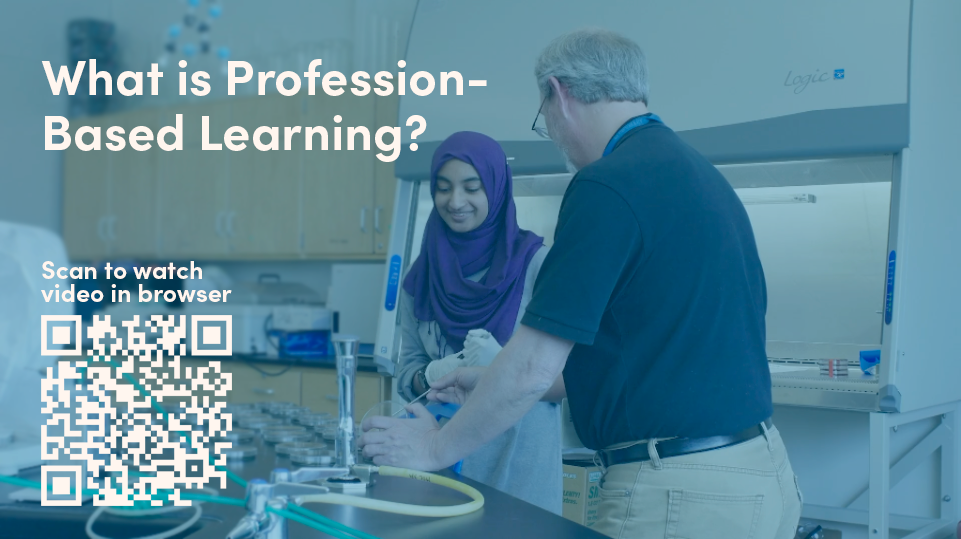 What is Profession-
Based Learning?
Logic
Scan to watch
video in browser